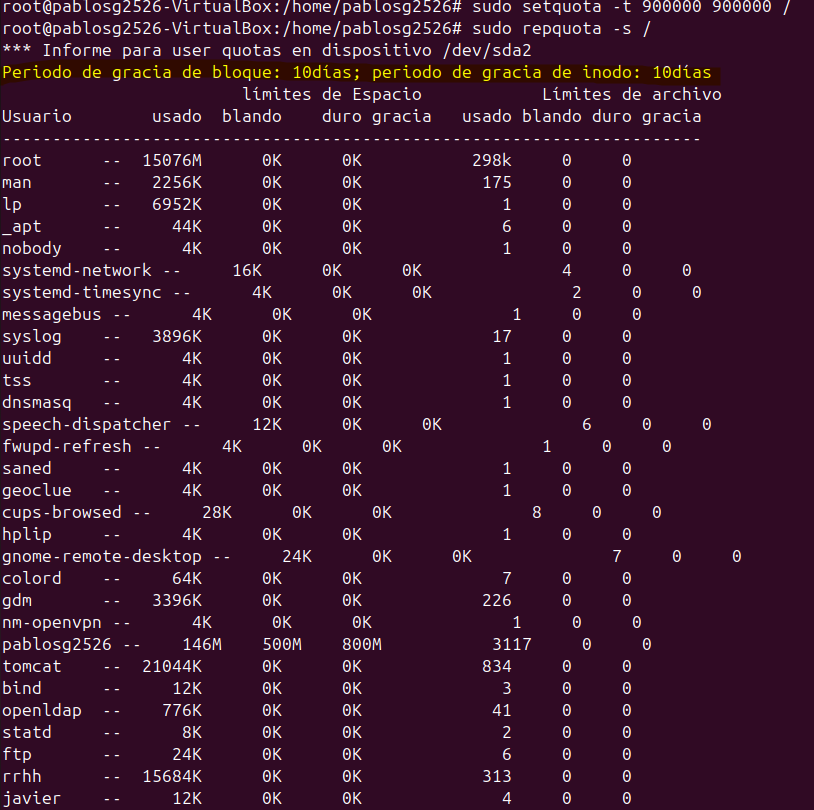 root@pablosg2526-VirtualBox:/home/pablosg2526# sudo setquota -t 900000 900000 /
root@pablosg2526-VirtualBox:/home/pablosg2526# sudo repquota -s /
*** Informe para user quotas en dispositivo /dev/sda2
Periodo de gracia de bloque: 10días; periodo de gracia de inodo: 10días
                        límites de Espacio            Límites de archivo
Usuario        usado  blando    duro gracia   usado blando duro gracia
----------------------------------------------------------------------
root      --  15076M      0K      0K           298k     0     0
man       --   2256K      0K      0K            175     0     0
lp        --   6952K      0K      0K              1     0     0
_apt      --     44K      0K      0K              6     0     0
nobody    --      4K      0K      0K              1     0     0
systemd-network --     16K      0K      0K              4     0     0
systemd-timesync --      4K      0K      0K              2     0     0
messagebus --      4K      0K      0K              1     0     0
syslog    --   3896K      0K      0K             17     0     0
uuidd     --      4K      0K      0K              1     0     0
tss       --      4K      0K      0K              1     0     0
dnsmasq   --      4K      0K      0K              1     0     0
speech-dispatcher --     12K      0K      0K              6     0     0
fwupd-refresh --      4K      0K      0K              1     0     0
saned     --      4K      0K      0K              1     0     0
geoclue   --      4K      0K      0K              1     0     0
cups-browsed --     28K      0K      0K              8     0     0
hplip     --      4K      0K      0K              1     0     0
gnome-remote-desktop --     24K      0K      0K              7     0     0
colord    --     64K      0K      0K              7     0     0
gdm       --   3396K      0K      0K            226     0     0
nm-openvpn --      4K      0K      0K              1     0     0
pablosg2526 --    146M    500M    800M           3117     0     0
tomcat    --  21044K      0K      0K            834     0     0
bind      --     12K      0K      0K              3     0     0
openldap  --    776K      0K      0K             41     0     0
statd     --      8K      0K      0K              2     0     0
ftp       --     24K      0K      0K              6     0     0
rrhh      --  15684K      0K      0K            313     0     0
javier    --     12K      0K      0K              4     0     0